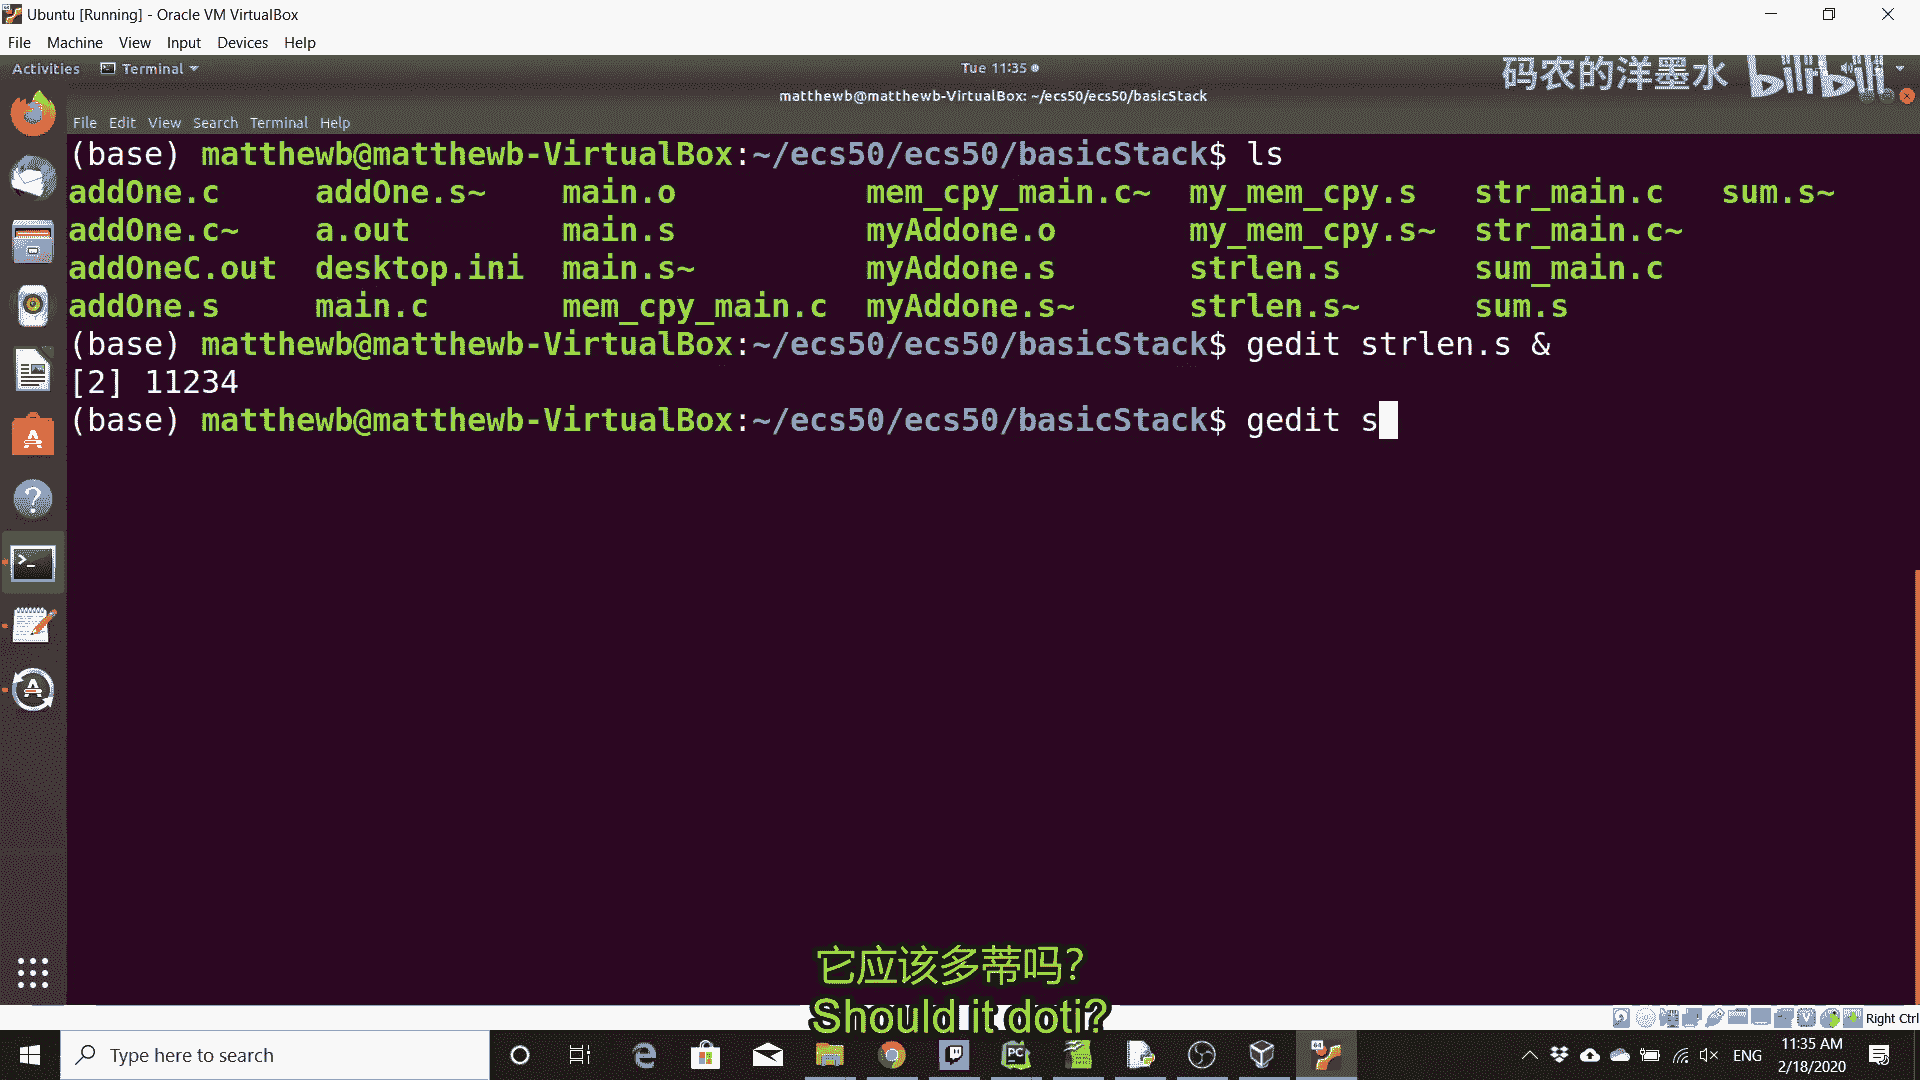 Ubuntu [Running] - Oracle VM VirtualBox
File Machine View Input Devices Help
Activities Terminal Tue 11:35
码农的洋墨水 bilibili
matthewb@matthewb-VirtualBox: ~/ecs50/ecs50/basicStack
File Edit View Search Terminal Help
(base) matthewb@matthewb-VirtualBox:~/ecs50/ecs50/basicStack$ ls
addOne.c addOne.s~ main.o mem_cpy_main.c~ my_mem_cpy.s str_main.c sum.s~
addOne.c~ a.out main.s myAddone.o my_mem_cpy.s~ str_main.c~
addOneC.out desktop.ini main.s~ myAddone.s strlen.s sum_main.c
addOne.s main.c mem_cpy_main.c myAddone.s~ strlen.s~ sum.s
(base) matthewb@matthewb-VirtualBox:~/ecs50/ecs50/basicStack$ gedit strlen.s &
[2] 11234
(base) matthewb@matthewb-VirtualBox:~/ecs50/ecs50/basicStack$ gedit s
它应该多蒂吗?
Should it doti?
Right Ctrl
Type here to search
ENG
11:35 AM
2/18/2020